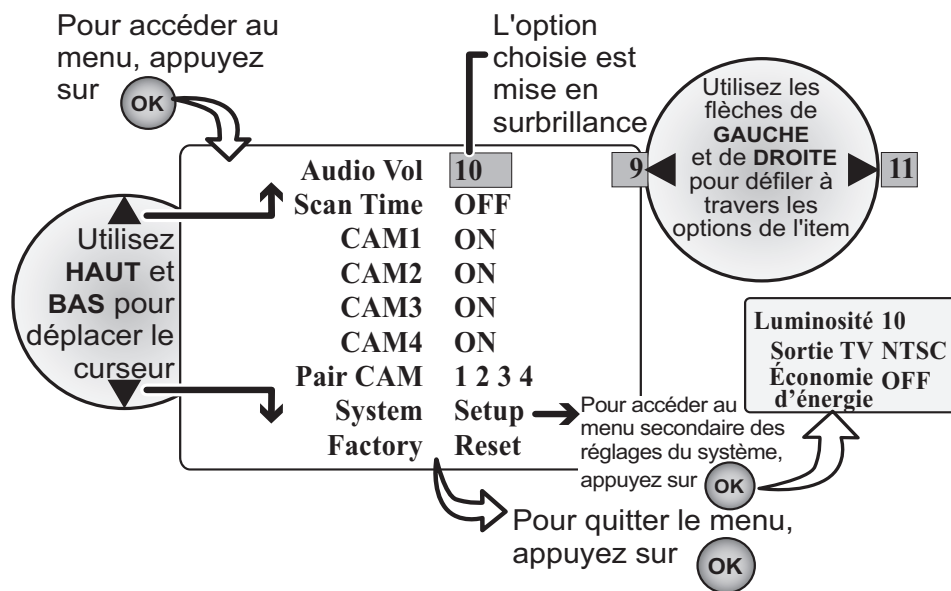 Pour accéder au
menu, appuyez
sur OK
L'option
choisie est
mise en
surbrillance
Utilisez les
flèches de
GAUCHE
et de DROITE
pour défiler à
travers les
options de l'item
9
11
Audio Vol 10
Scan Time OFF
CAM1 ON
CAM2 ON
CAM3 ON
CAM4 ON
Pair CAM 1 2 3 4
System Setup
Factory Reset
Utilisez
HAUT et
BAS pour
déplacer le
curseur
Luminosité 10
Sortie TV NTSC
Économie OFF
d'énergie
Pour accéder au
menu secondaire des
réglages du système,
appuyez sur OK
Pour quitter le menu,
appuyez sur OK